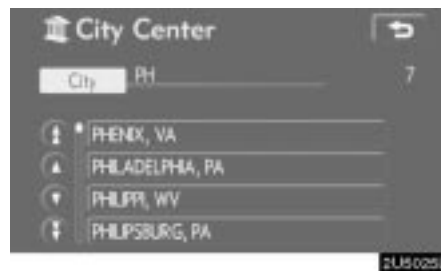 City Center
City PH 7
PHENIX, VA
PHILADELPHIA, PA
PHILIPPI, WV
PHILIPSBURG, PA
2U5025